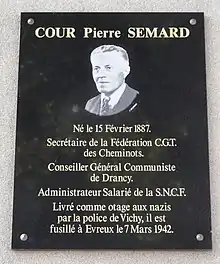 COUR Pierre SEMARD
Né le 15 Février 1887.
Secrétaire de la Fédération C.G.T.
des Cheminots.
Conseiller Général Communiste
de Drancy.
Administrateur Salarié de la S.N.C.F.
Livré comme otage aux nazis
par la police de Vichy, il est
fusillé à Evreux le 7 Mars 1942.